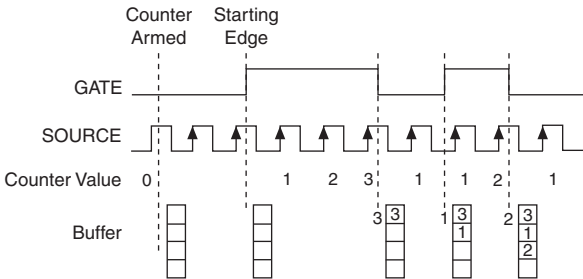 Counter Armed
Starting Edge
GATE
SOURCE
Counter Value 0 1 2 3 1 1 2 1
Buffer
3 3
1 3 1
2 3 1 2